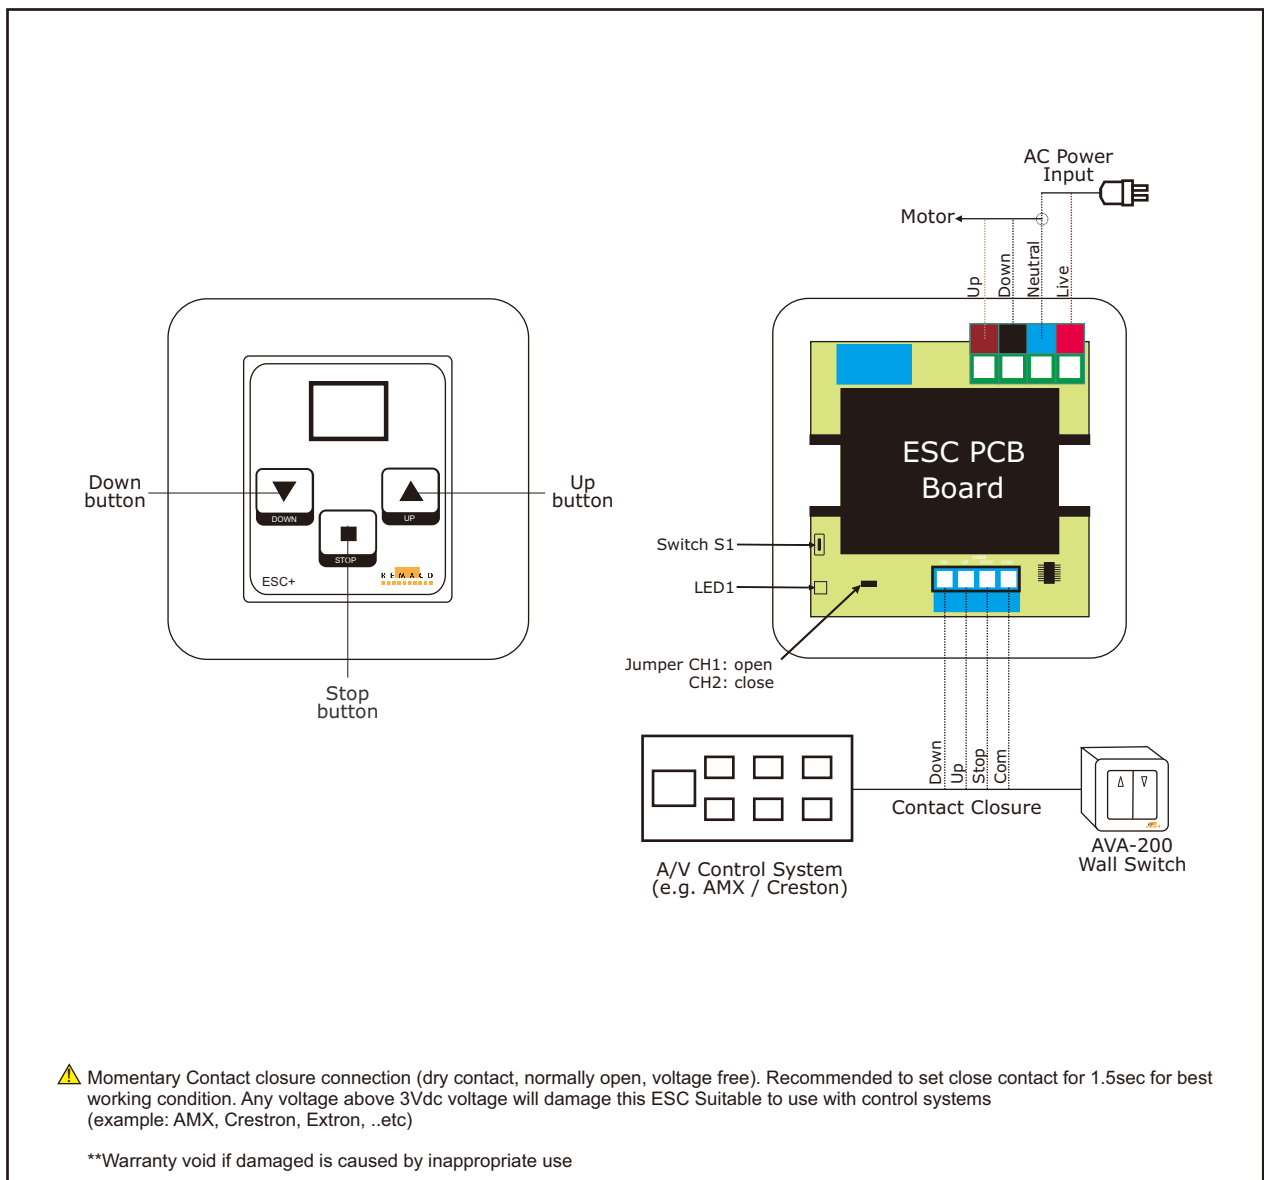 AC Power
Input
Motor
Up
Down
Neutral
Live
ESC PCB
Board
Down
button
Up
button
DOWN
UP
STOP
ESC+
REMACO
Stop
button
Switch S1
LED1
Jumper CH1: open
CH2: close
Down
Up
Stop
Com
Contact Closure
A/V Control System
(e.g. AMX / Creston)
AVA-200
Wall Switch
Momentary Contact closure connection (dry contact, normally open, voltage free). Recommended to set close contact for 1.5sec for best
working condition. Any voltage above 3Vdc voltage will damage this ESC Suitable to use with control systems
(example: AMX, Crestron, Extron, ..etc)
**Warranty void if damaged is caused by inappropriate use